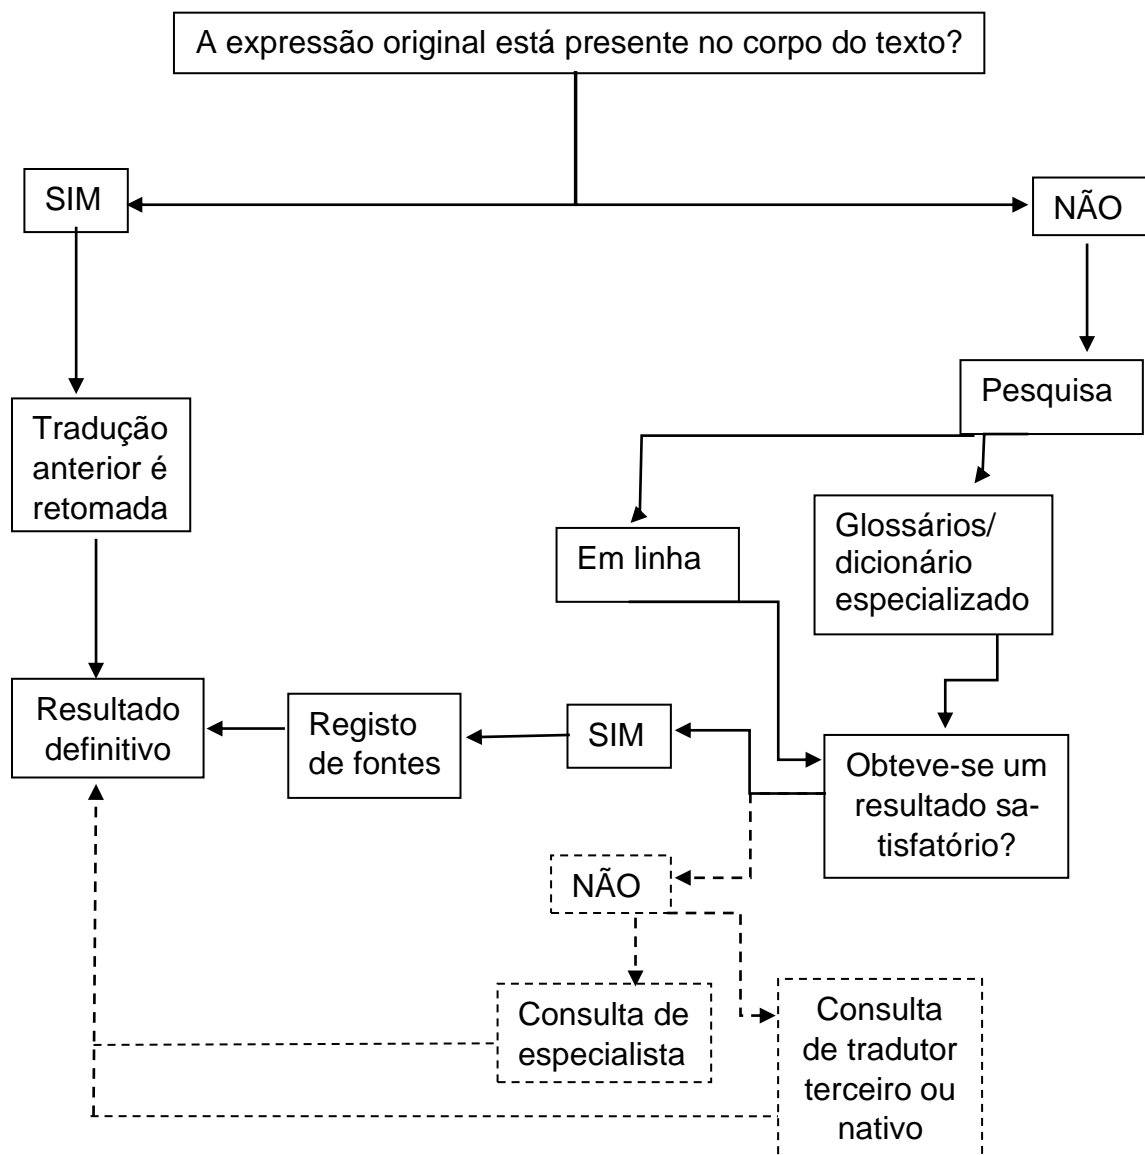 A expressão original está presente no corpo do texto?
SIM
NÃO
Pesquisa
Tradução
anterior é
retomada
Em linha
Glossários/
dicionário
especializado
Resultado
definitivo
Registo
de fontes
SIM
Obteve-se um
resultado sa-
tisfatório?
NÃO
Consulta de
especialista
Consulta
de tradutor
terceiro ou
nativo